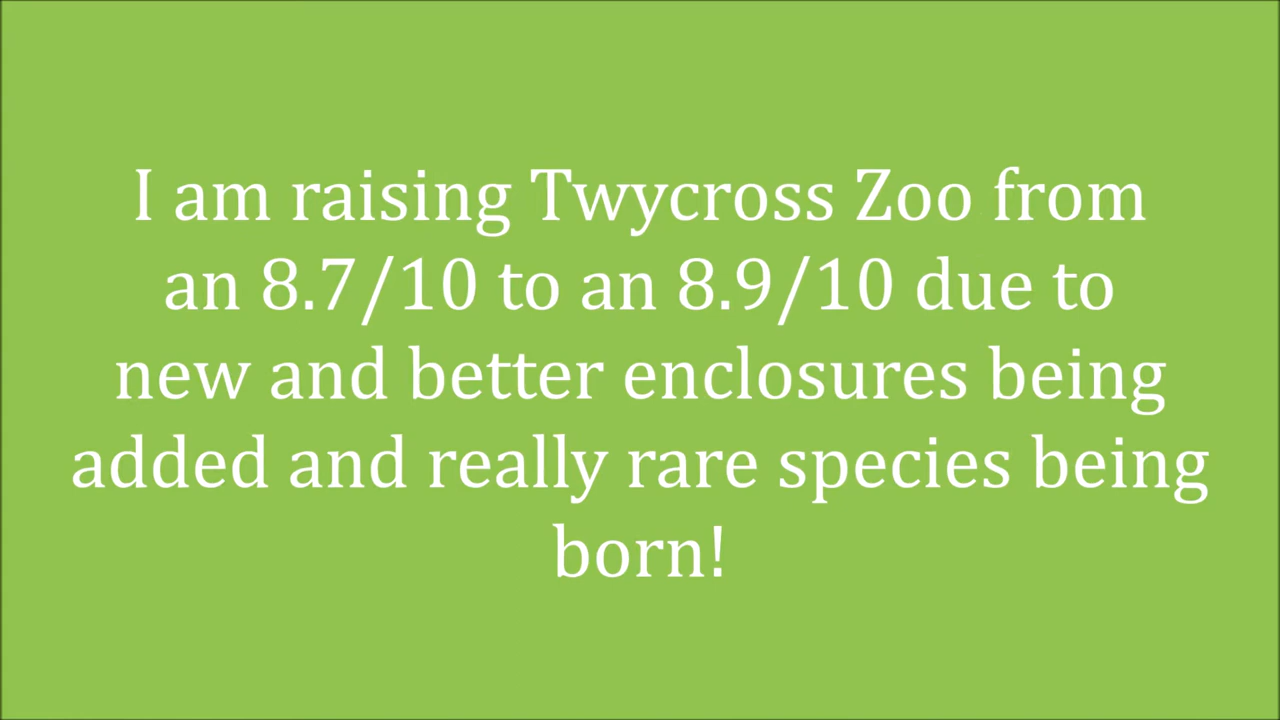 I am raising Twycross Zoo from
an 8.7/10 to an 8.9/10 due to
new and better enclosures being
added and really rare species being
born!